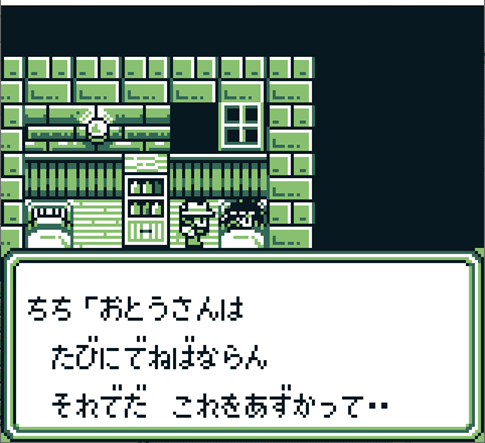 ちち「おとうさんは
たびにでねばならん
それでだ これをあずかって‥